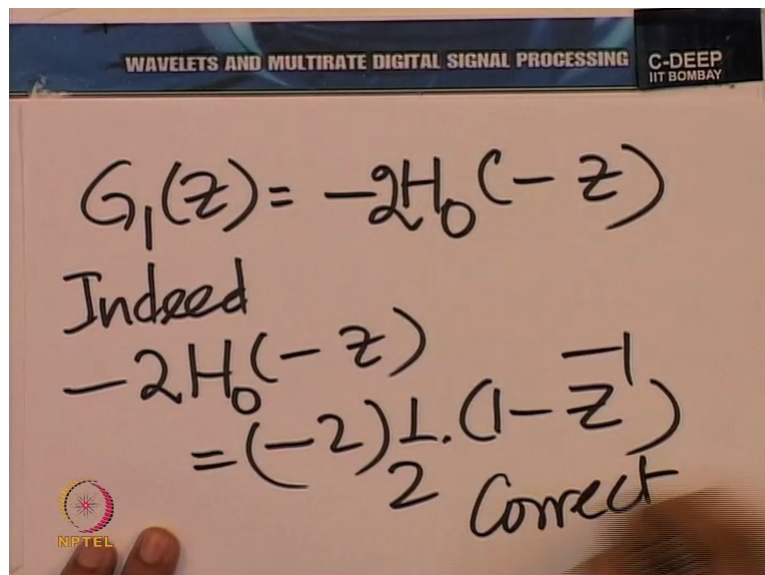 WAVELETS AND MULTIRATE DIGITAL SIGNAL PROCESSING
C-DEEP
IIT BOMBAY
G₁(Z) = -2H₀(-Z)
Indeed
-2H₀(-Z)
= (-2) 1/2 . (1 - Z⁻¹)
Correct
NPTEL